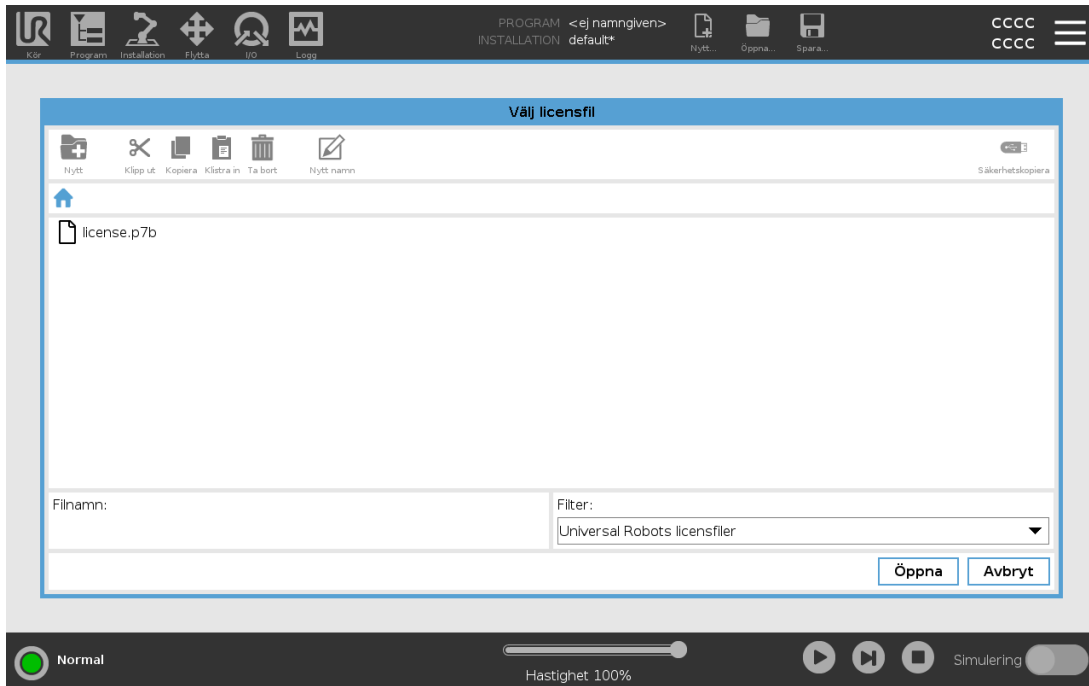 PROGRAM <ej namngiven>
INSTALLATION default*
Kör Program Installation Flytta I/O Logg
Nytt... Öppna... Spara...
cccc
cccc
Välj licensfil
Nytt Klipp ut Kopiera Klistra in Ta bort Nytt namn Säkerhetskopiera
license.p7b
Filnamn: Filter:
Universal Robots licensfiler
Öppna Avbryt
Normal
Hastighet 100%
Simulering